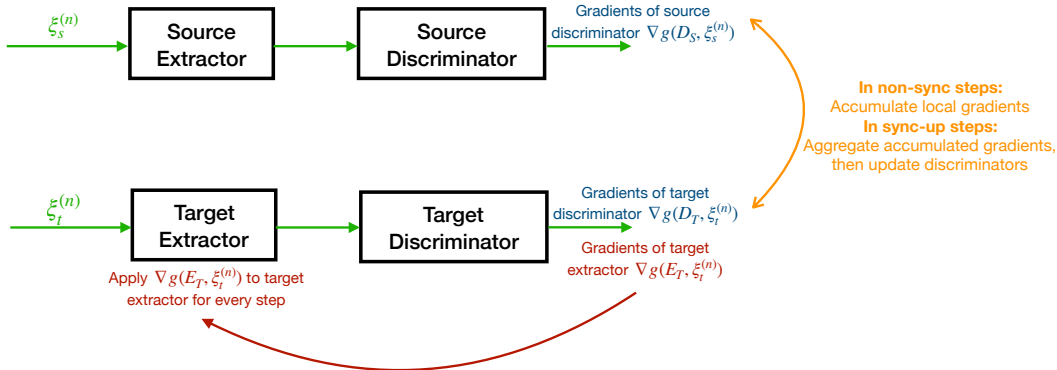 ξ_s^{(n)}
Source
Extractor
Source
Discriminator
Gradients of source
discriminator ∇g(D_S, ξ_s^{(n)})
In non-sync steps:
Accumulate local gradients
In sync-up steps:
Aggregate accumulated gradients,
then update discriminators
ξ_t^{(n)}
Target
Extractor
Target
Discriminator
Gradients of target
discriminator ∇g(D_T, ξ_t^{(n)})
Gradients of target
extractor ∇g(E_T, ξ_t^{(n)})
Apply ∇g(E_T, ξ_t^{(n)}) to target
extractor for every step